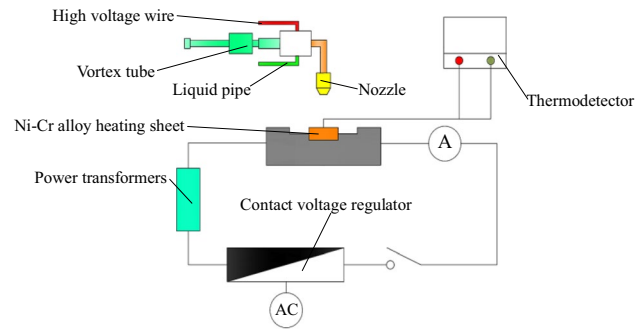 High voltage wire
Vortex tube
Liquid pipe
Nozzle
Thermodetector
Ni-Cr alloy heating sheet
A
Power transformers
Contact voltage regulator
AC